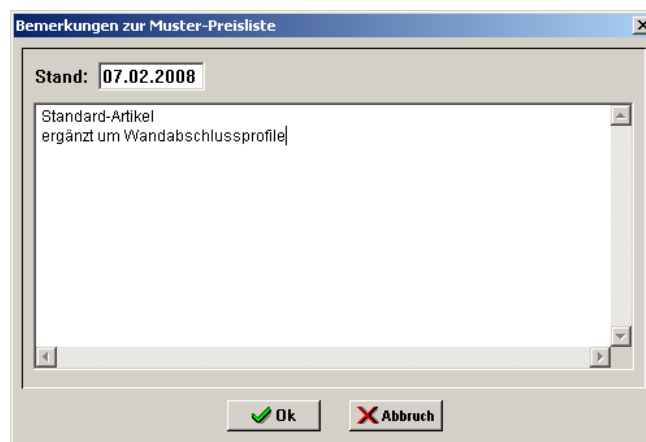 Bemerkungen zur Muster-Preisliste
Stand: 07.02.2008
Standard-Artikel
ergänzt um Wandabschlussprofile
Ok Abbruch